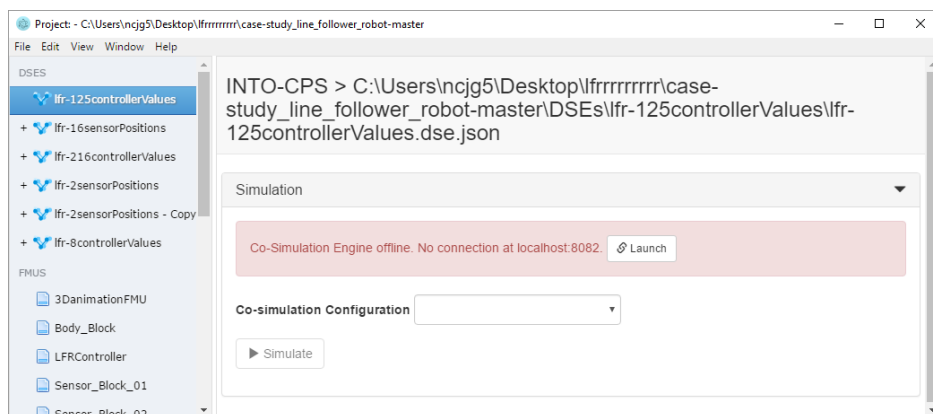 Project: - C:\Users\ncjg5\Desktop\lfrrrrrrrrr\case-study_line_follower_robot-master
File Edit View Window Help
DSES
lfr-125controllerValues
+ lfr-16sensorPositions
+ lfr-216controllerValues
+ lfr-2sensorPositions
+ lfr-2sensorPositions - Copy
+ lfr-8controllerValues
FMUS
3DanimationFMU
Body_Block
LFRController
Sensor_Block_01
Sensor_Block_02
INTO-CPS > C:\Users\ncjg5\Desktop\lfrrrrrrrrr\case-
study_line_follower_robot-master\DSEs\lfr-125controllerValues\lfr-
125controllerValues.dse.json
Simulation
Co-Simulation Engine offline. No connection at localhost:8082. Launch
Co-simulation Configuration
Simulate